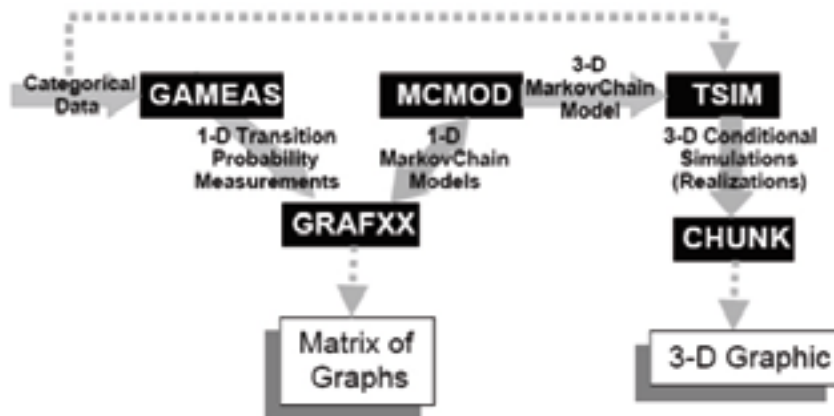 Categorical
Data
GAMEAS
1-D Transition
Probability
Measurements
GRAFXX
Matrix of
Graphs
MCMOD
1-D
MarkovChain
Models
3-D
MarkovChain
Model
TSIM
3-D Conditional
Simulations
(Realizations)
CHUNK
3-D Graphic